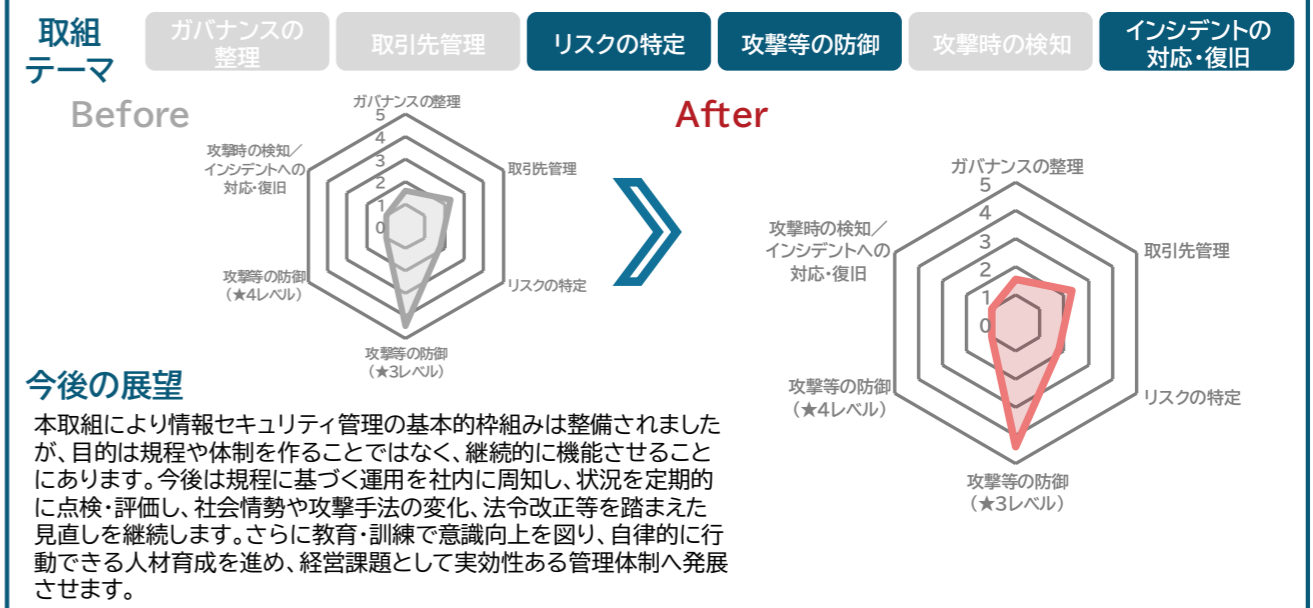 取組
テーマ
ガバナンスの
整理
取引先管理
リスクの特定
攻撃等の防御
攻撃時の検知
インシデントの
対応・復旧
Before
ガバナンスの整理
5
4
3
2
1
0
取引先管理
リスクの特定
攻撃等の防御
(★3レベル)
攻撃等の防御
(★4レベル)
攻撃時の検知/
インシデントへの
対応・復旧
After
ガバナンスの整理
5
4
3
2
1
0
取引先管理
リスクの特定
攻撃等の防御
(★3レベル)
攻撃等の防御
(★4レベル)
攻撃時の検知/
インシデントへの
対応・復旧
今後の展望
本取組により情報セキュリティ管理の基本的枠組みは整備されました
が、目的は規程や体制を作ることではなく、継続的に機能させること
にあります。今後は規程に基づく運用を社内に周知し、状況を定期的
に点検・評価し、社会情勢や攻撃手法の変化、法令改正等を踏まえた
見直しを継続します。さらに教育・訓練で意識向上を図り、自律的に行
動できる人材育成を進め、経営課題として実効性ある管理体制へ発展
させます。